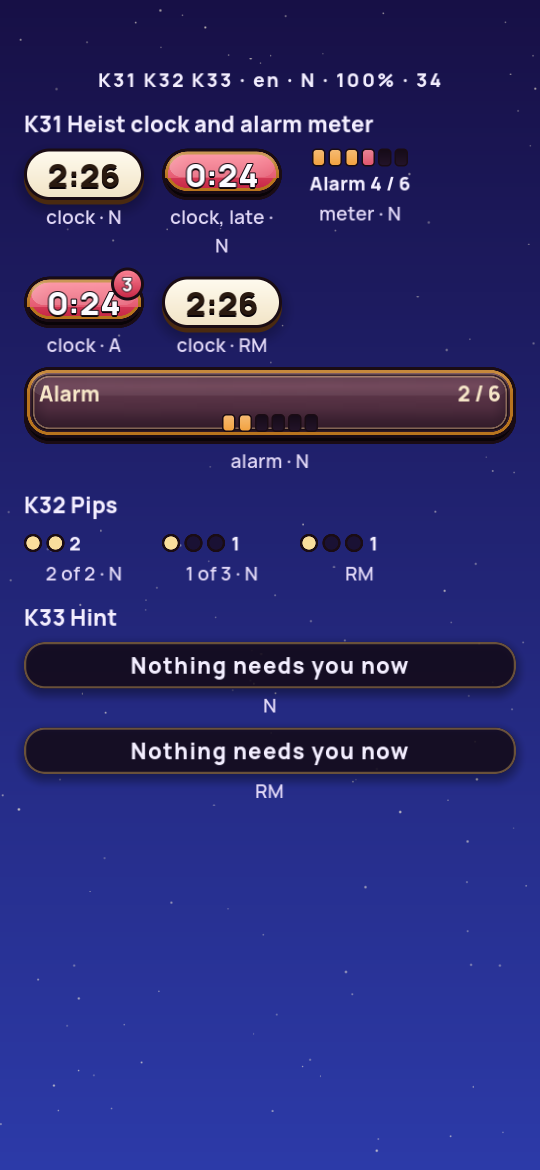 K31 K32 K33 · en · N · 100% · 34
K31 Heist clock and alarm meter
2:26
0:24
Alarm 4 / 6
clock · N
clock, late · N
meter · N
0:24
3
2:26
clock · A
clock · RM
Alarm
2 / 6
alarm · N
K32 Pips
2
1
1
2 of 2 · N
1 of 3 · N
RM
K33 Hint
Nothing needs you now
N
Nothing needs you now
RM